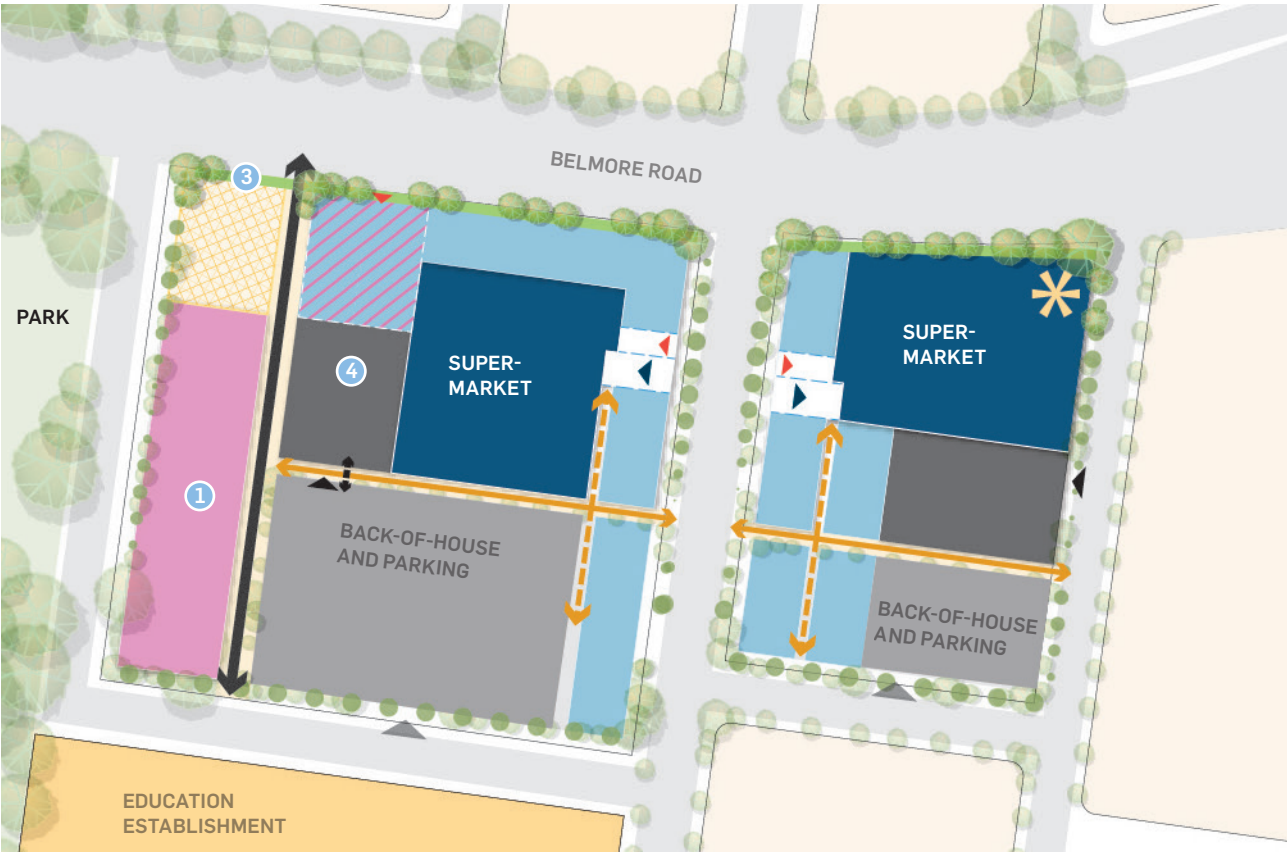 BELMORE ROAD
3
PARK
4
SUPER-
MARKET
SUPER-
MARKET
1
BACK-OF-HOUSE
AND PARKING
BACK-OF-HOUSE
AND PARKING
EDUCATION
ESTABLISHMENT